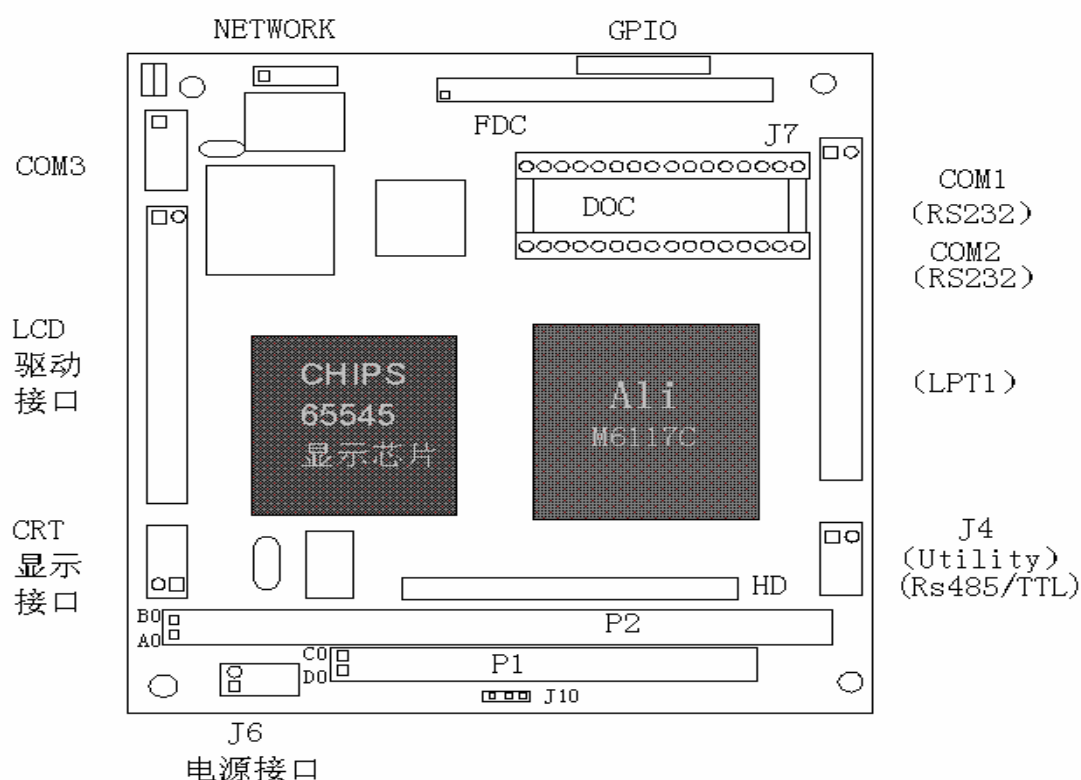 NETWORK
GPIO
FDC
J7
COM3
DOC
COM1
(RS232)
COM2
(RS232)
LCD
驱动
接口
CHIPS
65545
显示芯片
Ali
M6117C
(LPT1)
CRT
显示
接口
J4
(Utility)
(Rs485/TTL)
HD
B0
A0
P2
C0
D0
P1
J10
J6
电源接口